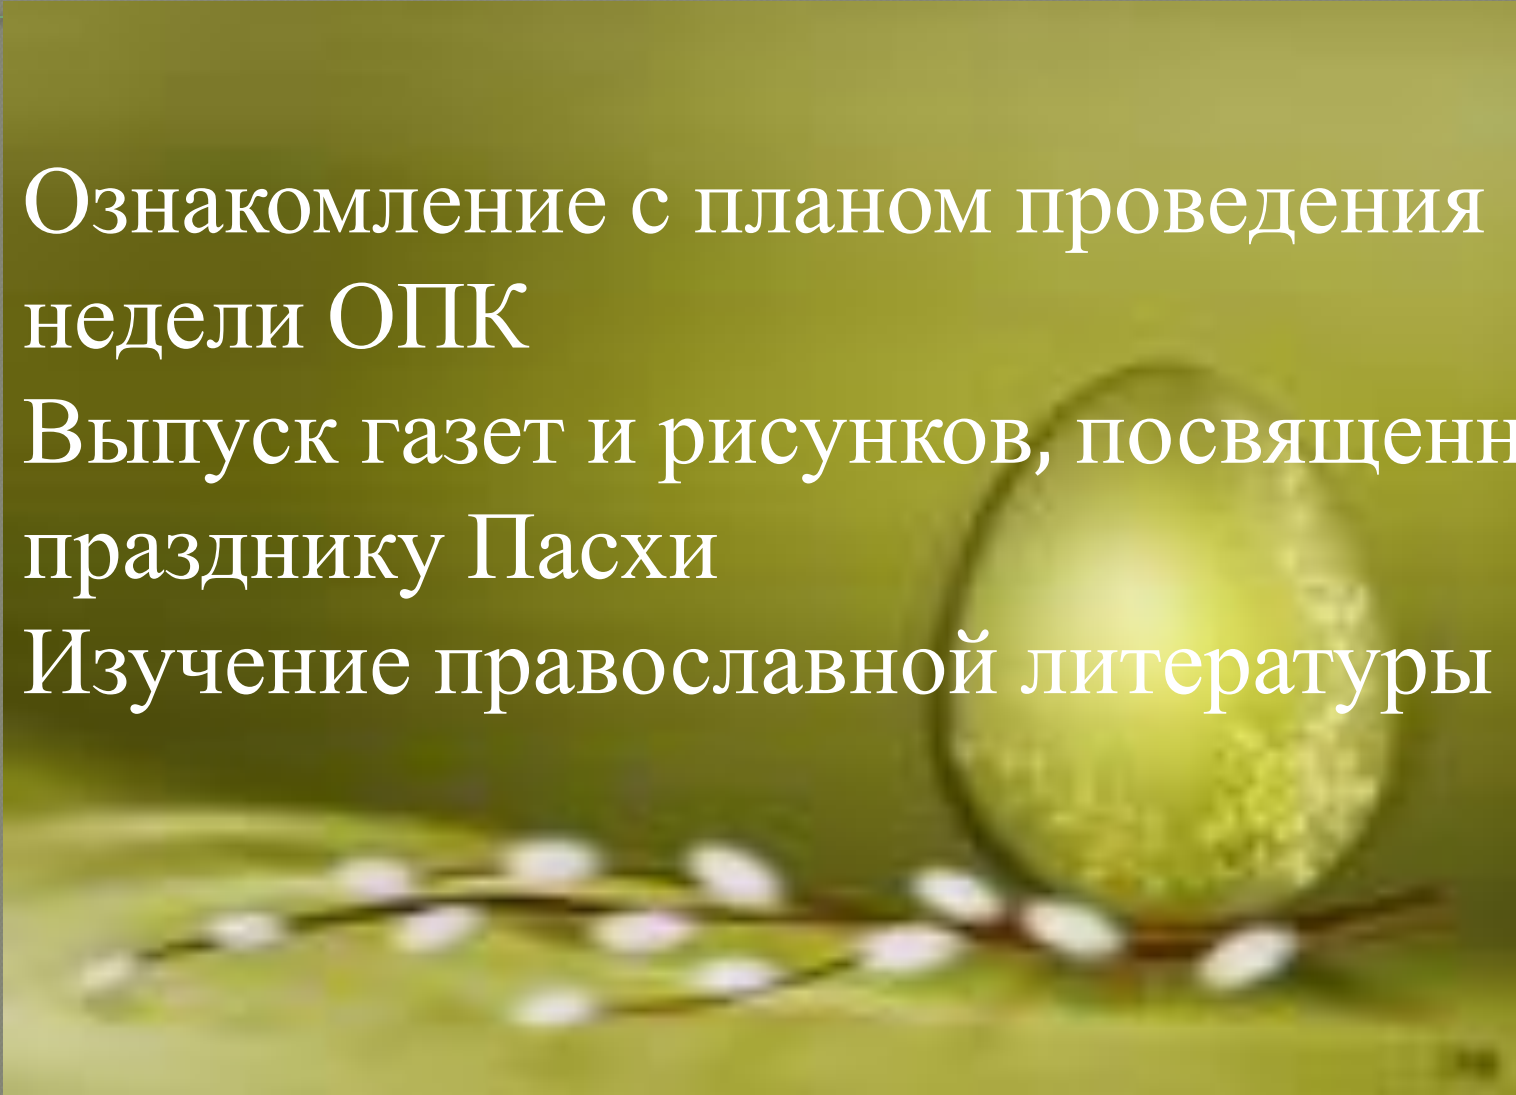 Ознакомление с планом проведения
недели ОПК
Выпуск газет и рисунков, посвященн
празднику Пасхи
Изучение православной литературы